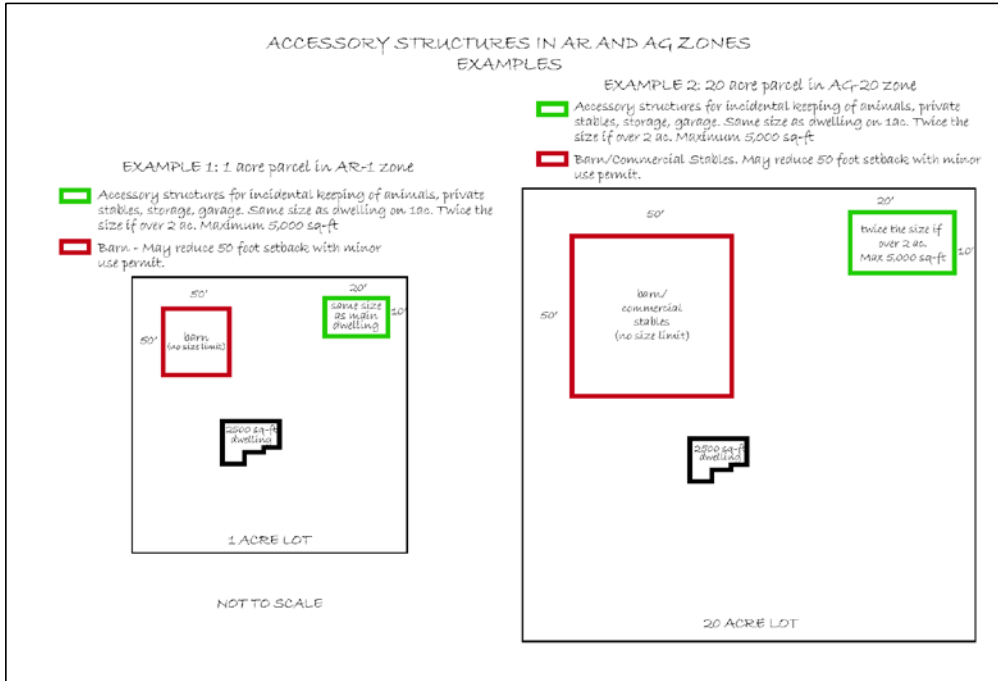 ACCESSORY STRUCTURES IN AR AND AG ZONES
EXAMPLES
EXAMPLE 1: 1 acre parcel in AR-1 zone
Accessory structures for incidental keeping of animals, private
stables, storage, garage. Same size as dwelling on 1ac. Twice the
size if over 2 ac. Maximum 5,000 sq-ft
Barn - May reduce 50 foot setback with minor
use permit.
50'
20'
50'
barn
(no size limit)
same size
as main
dwelling
10'
2500 sq-ft
dwelling
1 ACRE LOT
NOT TO SCALE
EXAMPLE 2: 20 acre parcel in AG-20 zone
Accessory structures for incidental keeping of animals, private
stables, storage, garage. Same size as dwelling on 1ac. Twice the
size if over 2 ac. Maximum 5,000 sq-ft
Barn/Commercial Stables. May reduce 50 foot setback with minor
use permit.
50'
20'
50'
barn/
commercial
stables
(no size limit)
twice the size if
over 2 ac.
Max 5,000 sq-ft
10'
2500 sq-ft
dwelling
20 ACRE LOT